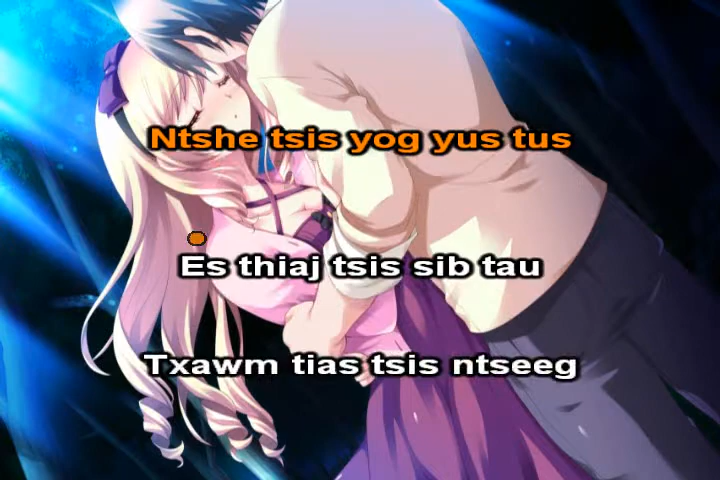 Ntshe tsis yog yus tus
Es thiaj tsis sib tau
Txawm tias tsis ntseeg